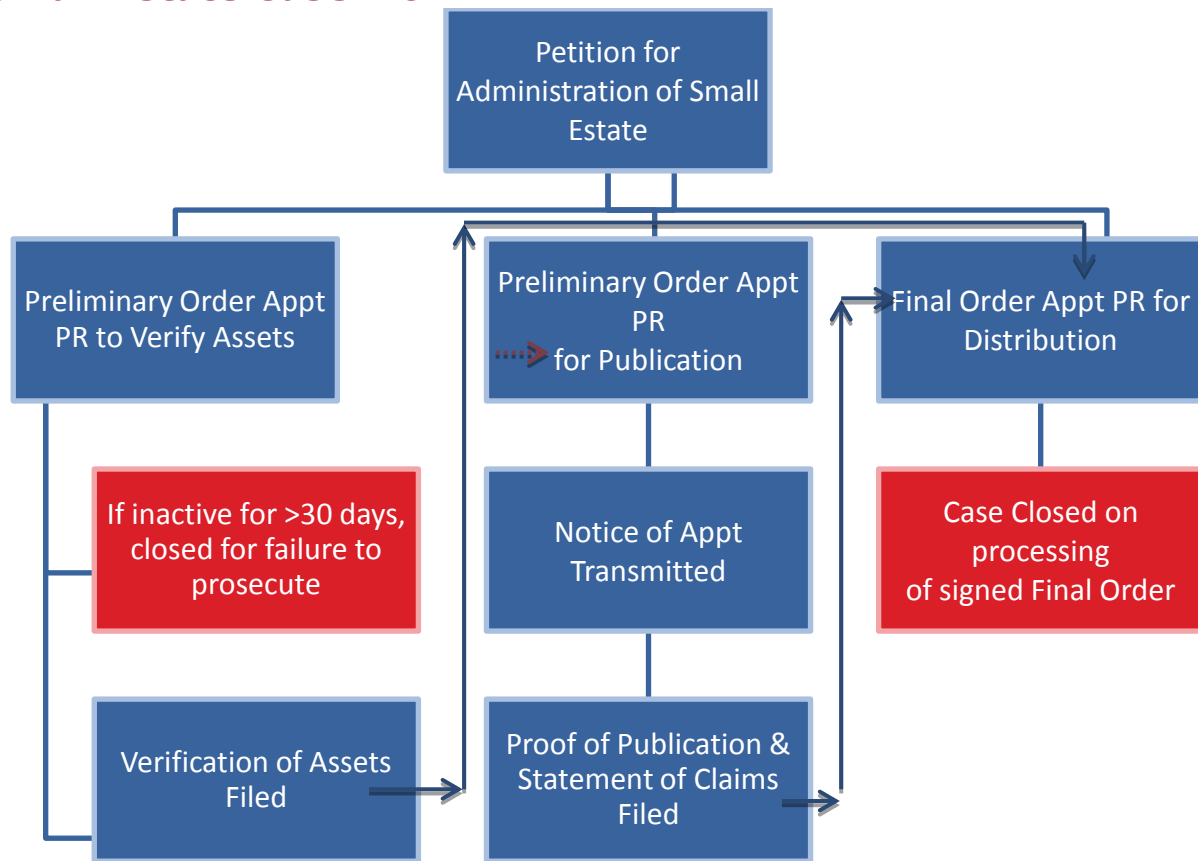 Petition for
Administration of Small
Estate
Preliminary Order Appt
PR to Verify Assets
Preliminary Order Appt
PR
for Publication
Final Order Appt PR for
Distribution
If inactive for >30 days,
closed for failure to
prosecute
Notice of Appt
Transmitted
Case Closed on
processing
of signed Final Order
Verification of Assets
Filed
Proof of Publication &
Statement of Claims
Filed